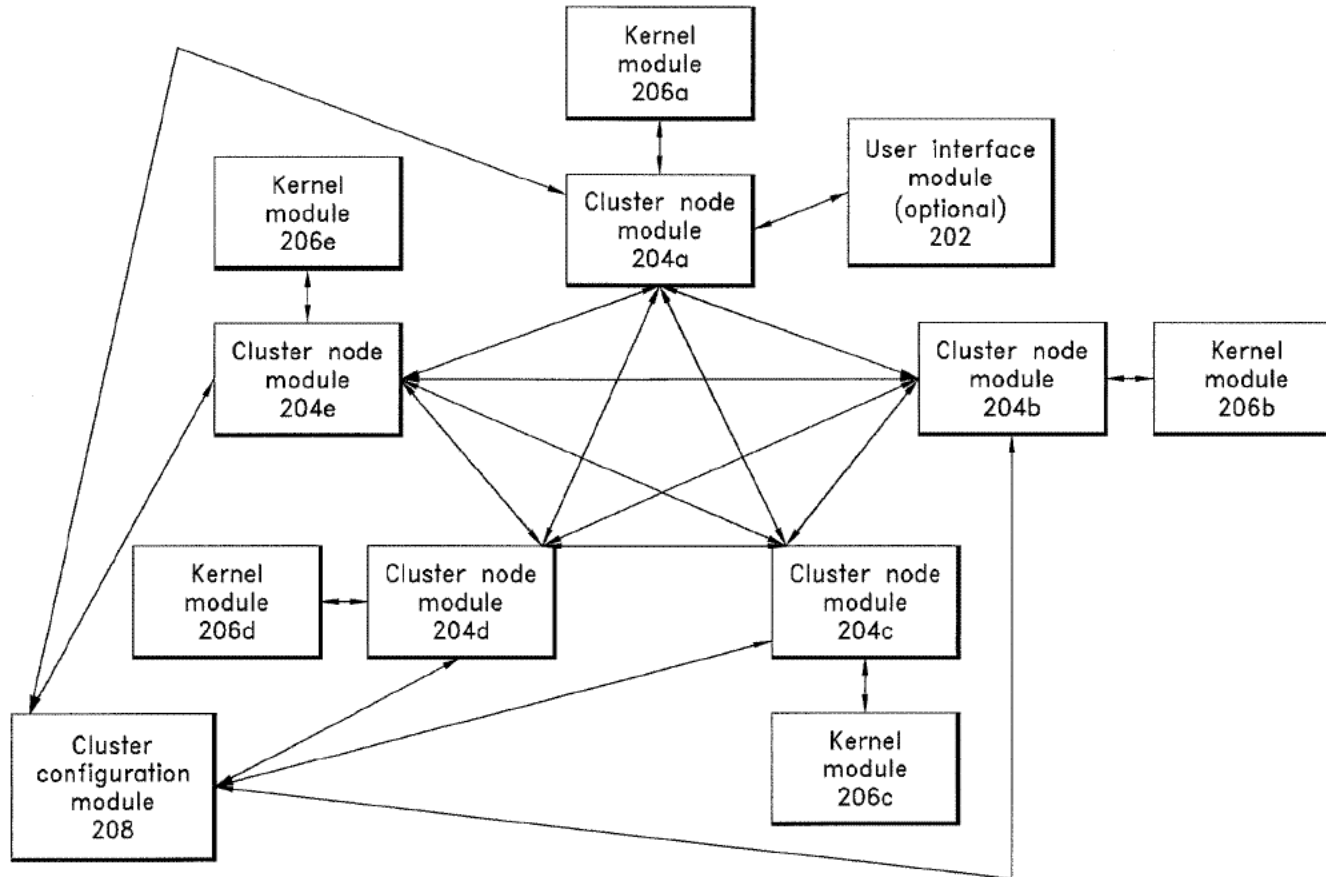 Kernel
module
206a
User interface
module
(optional)
202
Kernel
module
206e
Cluster node
module
204a
Cluster node
module
204e
Cluster node
module
204b
Kernel
module
206b
Kernel
module
206d
Cluster node
module
204d
Cluster node
module
204c
Cluster
configuration
module
208
Kernel
module
206c